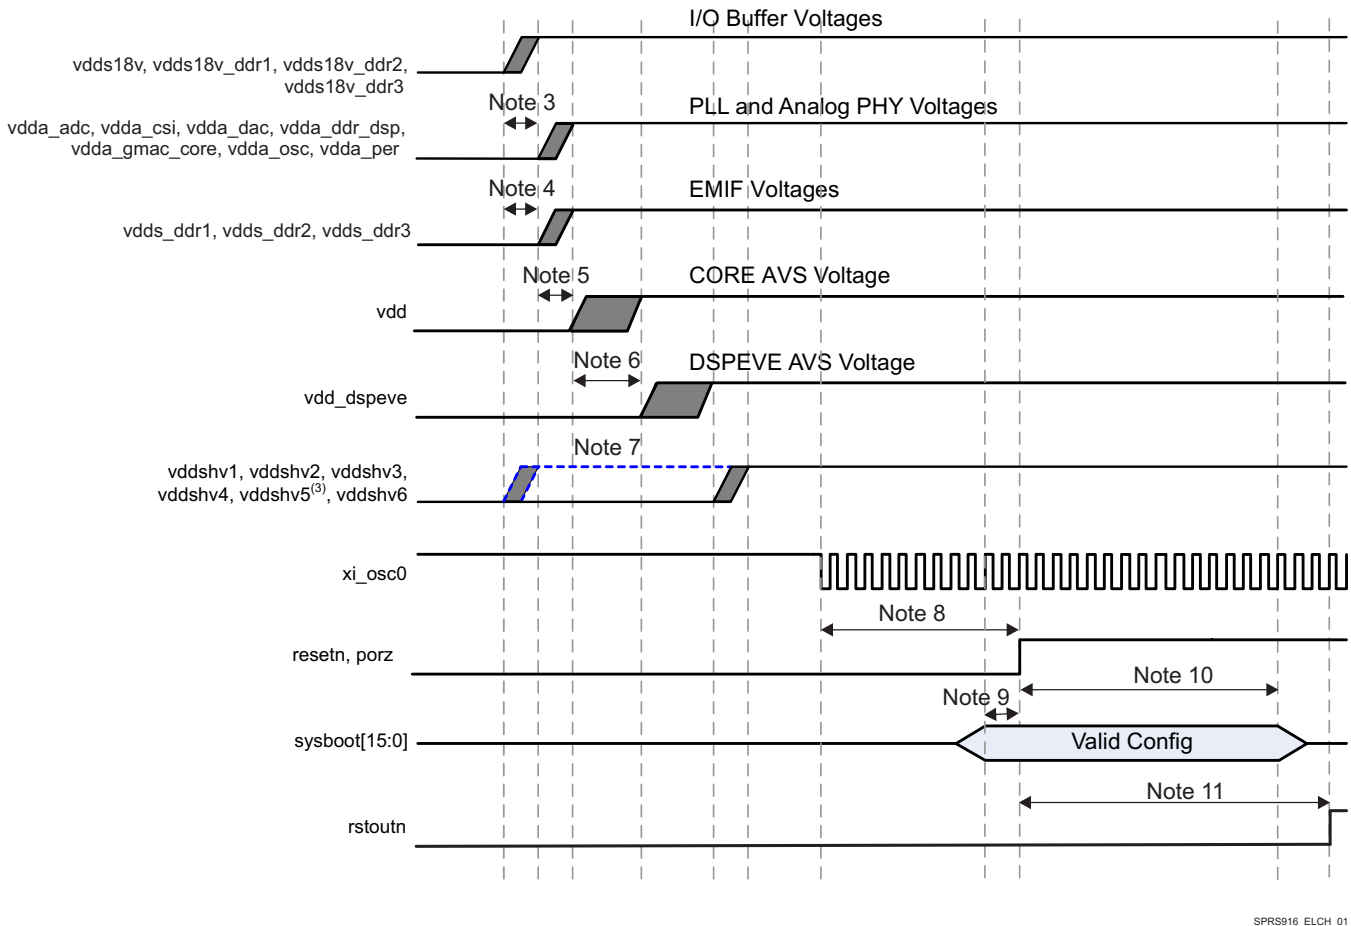 I/O Buffer Voltages
vdds18v, vdds18v_ddr1, vdds18v_ddr2,
vdds18v_ddr3
Note 3
PLL and Analog PHY Voltages
vdda_adc, vdda_csi, vdda_dac, vdda_ddr_dsp,
vdda_gmac_core, vdda_osc, vdda_per
Note 4
EMIF Voltages
vdds_ddr1, vdds_ddr2, vdds_ddr3
Note 5
CORE AVS Voltage
vdd
Note 6
DSPEVE AVS Voltage
vdd_dspeve
Note 7
vddshv1, vddshv2, vddshv3,
vddshv4, vddshv5(3), vddshv6
xi_osc0
Note 8
resetn, porz
Note 10
Note 9
sysboot[15:0]
Valid Config
Note 11
rstoutn
SPRS916_ELCH_01